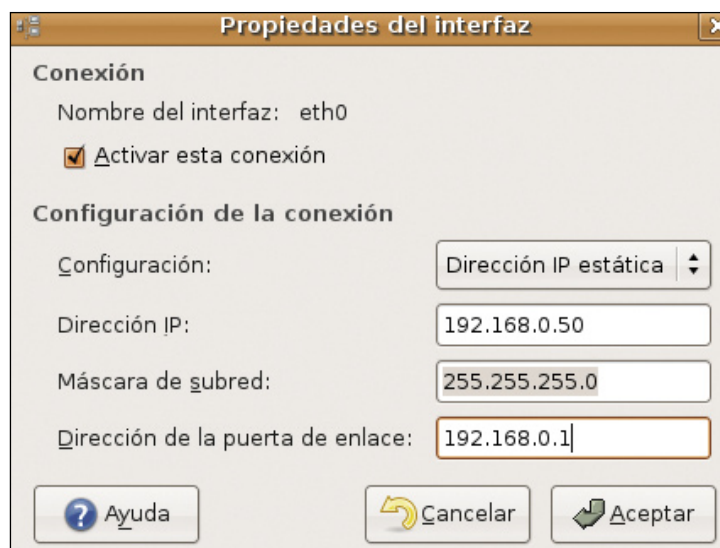 Propiedades del interfaz
Conexión
Nombre del interfaz: eth0
Activar esta conexión
Configuración de la conexión
Configuración: Dirección IP estática
Dirección IP: 192.168.0.50
Máscara de subred: 255.255.255.0
Dirección de la puerta de enlace: 192.168.0.1
Ayuda Cancelar Aceptar